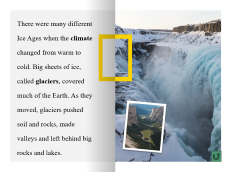 There were many different
Ice Ages when the climate
changed from warm to
cold. Big sheets of ice,
called glaciers, covered
much of the Earth. As they
moved, glaciers pushed
soil and rocks, made
valleys and left behind big
rocks and lakes.